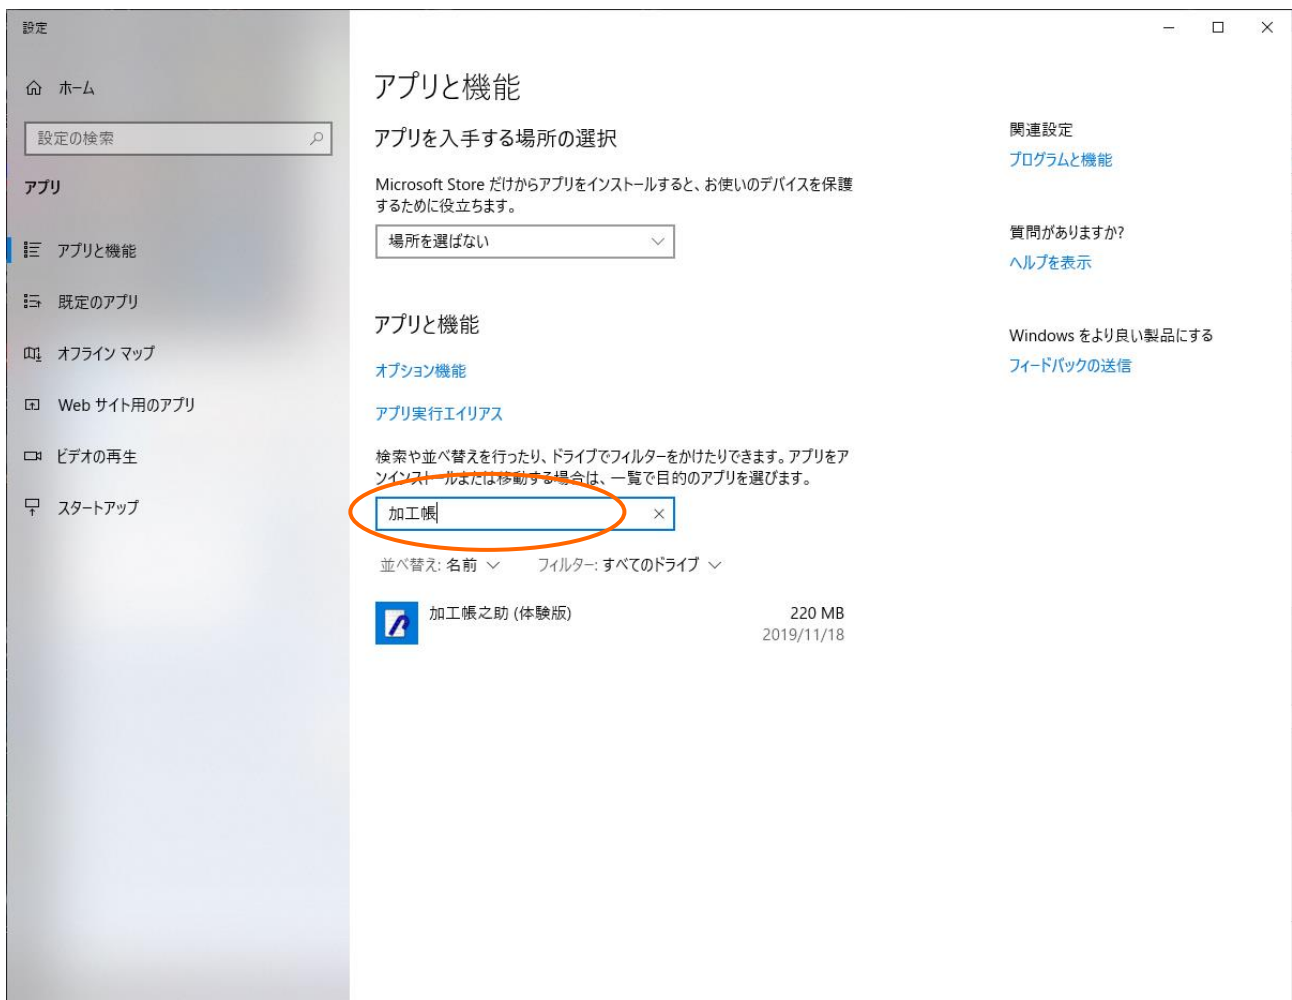 設定
ホーム
設定の検索
アプリ
アプリと機能
既定のアプリ
オフライン マップ
Web サイト用のアプリ
ビデオの再生
スタートアップ
アプリと機能
アプリを入手する場所の選択
Microsoft Store だけからアプリをインストールすると、お使いのデバイスを保護
するために役立ちます。
場所を選ばない
アプリと機能
オプション機能
アプリ実行エイリアス
検索や並べ替えを行ったり、ドライブでフィルターをかけたりできます。アプリをア
ンインストールまたは移動する場合は、一覧で目的のアプリを選びます。
加工帳
並べ替え: 名前 フィルター: すべてのドライブ
加工帳之助 (体験版) 220 MB
2019/11/18
関連設定
プログラムと機能
質問がありますか?
ヘルプを表示
Windows をより良い製品にする
フィードバックの送信